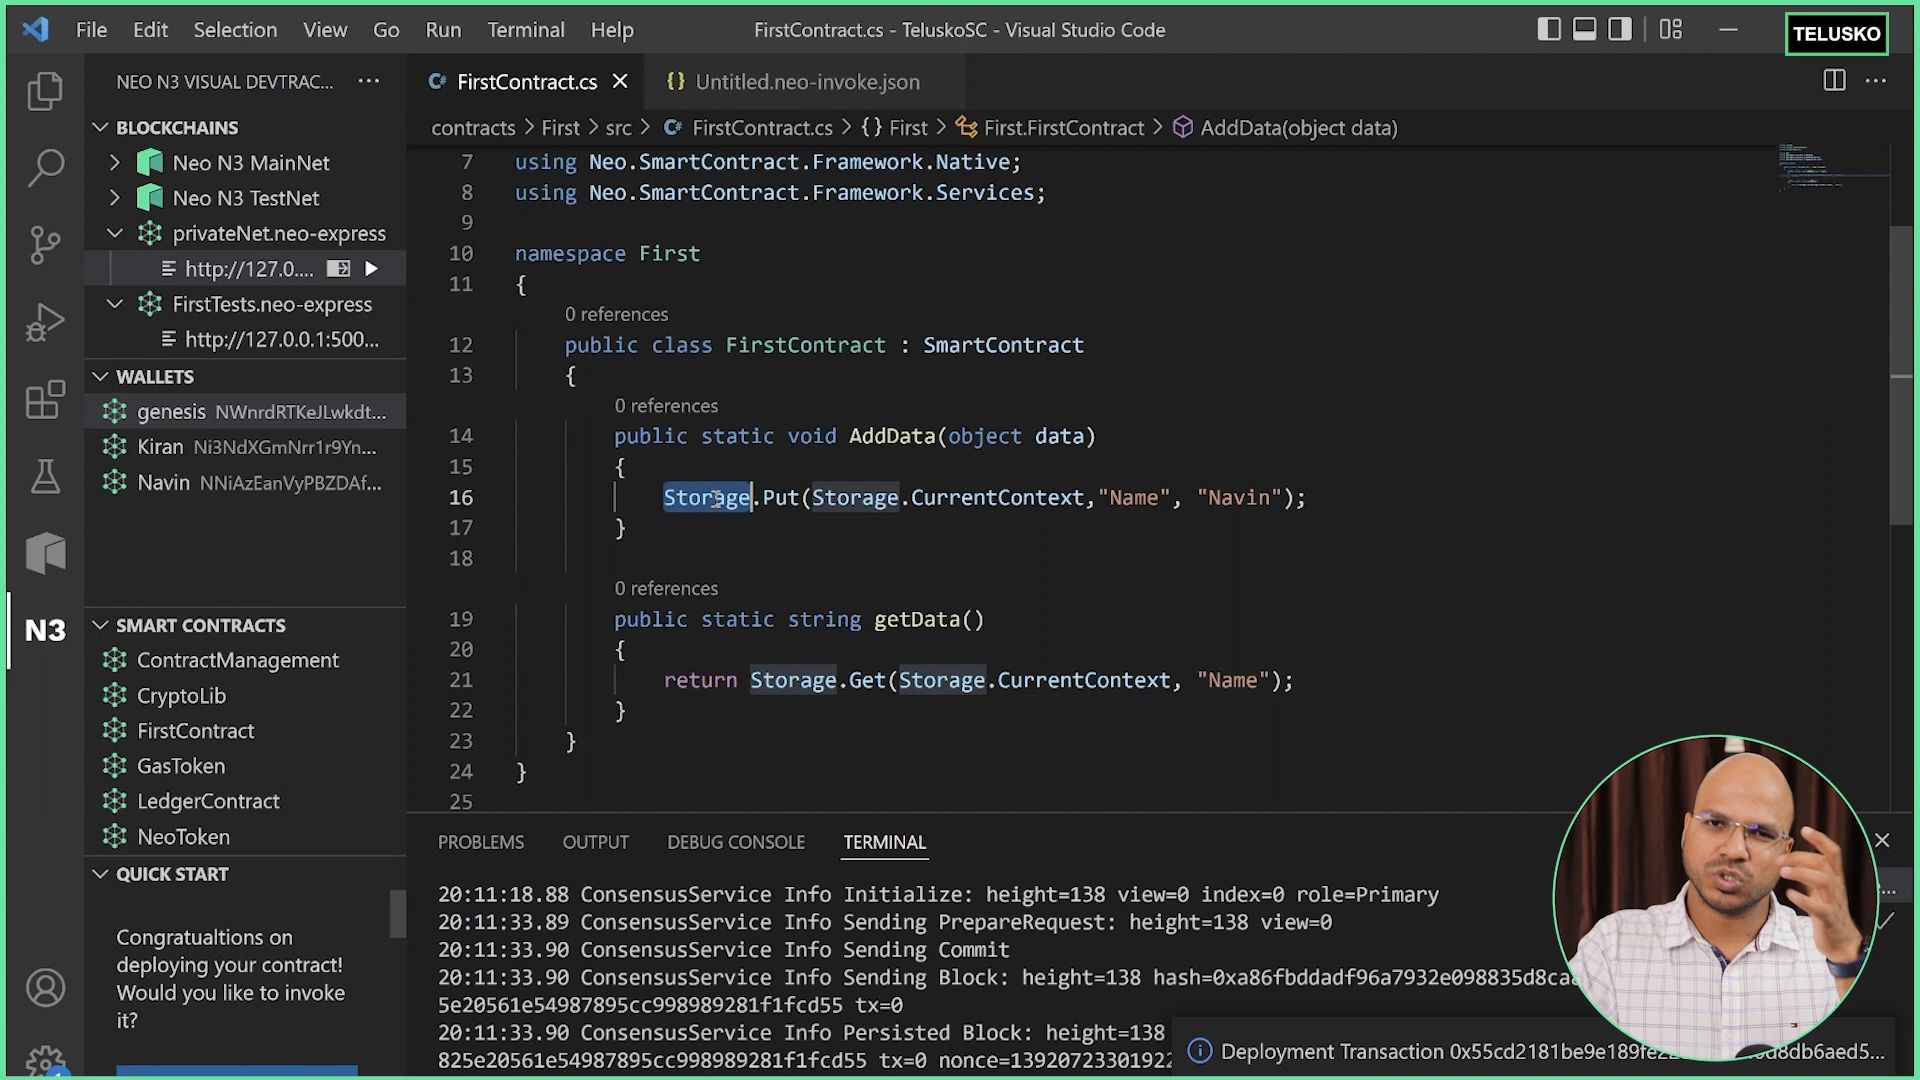 File Edit Selection View Go Run Terminal Help
FirstContract.cs - TeluskoSC - Visual Studio Code
TELUSKO
NEO N3 VISUAL DEVTRAC...
BLOCKCHAINS
Neo N3 MainNet
Neo N3 TestNet
privateNet.neo-express
http://127.0....
FirstTests.neo-express
http://127.0.0.1:500...
WALLETS
genesis NWnrdRTKeJLwkdt...
Kiran Ni3NdXGmNrr1r9Yn...
Navin NNiAzEanVyPBZDAf...
N3
SMART CONTRACTS
ContractManagement
CryptoLib
FirstContract
GasToken
LedgerContract
NeoToken
QUICK START
Congratualtions on
deploying your contract!
Would you like to invoke
it?
C# FirstContract.cs
{} Untitled.neo-invoke.json
contracts > First > src > C# FirstContract.cs > {} First > First.FirstContract > AddData(object data)
7 using Neo.SmartContract.Framework.Native;
8 using Neo.SmartContract.Framework.Services;
9
10 namespace First
11 {
0 references
12 public class FirstContract : SmartContract
13 {
0 references
14 public static void AddData(object data)
15 {
16 Storage.Put(Storage.CurrentContext,"Name", "Navin");
17 }
18
0 references
19 public static string getData()
20 {
21 return Storage.Get(Storage.CurrentContext, "Name");
22 }
23 }
24 }
25
PROBLEMS OUTPUT DEBUG CONSOLE TERMINAL
20:11:18.88 ConsensusService Info Initialize: height=138 view=0 index=0 role=Primary
20:11:33.89 ConsensusService Info Sending PrepareRequest: height=138 view=0
20:11:33.90 ConsensusService Info Sending Commit
20:11:33.90 ConsensusService Info Sending Block: height=138
5e20561e54987895cc998989281f1fcd55 tx=0
20:11:33.90 ConsensusService Info Persisted Block: height=138
825e20561e54987895cc998989281f1fcd55 tx=0
Deployment Transaction